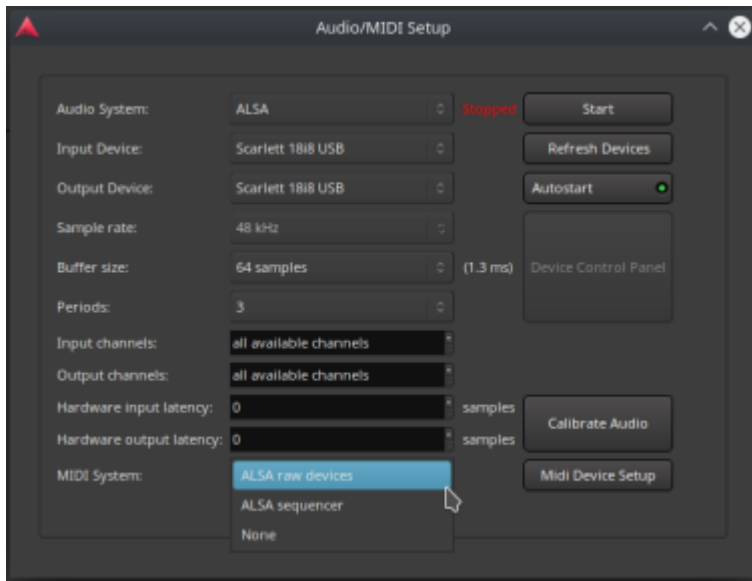 Audio/MIDI Setup
Audio System: ALSA Stopped Start
Input Device: Scarlett 18i8 USB Refresh Devices
Output Device: Scarlett 18i8 USB Autostart
Sample rate: 48 kHz
Buffer size: 64 samples (1.3 ms) Device Control Panel
Periods: 3
Input channels: all available channels
Output channels: all available channels
Hardware input latency: 0 samples
Calibrate Audio
Hardware output latency: 0 samples
MIDI System: ALSA raw devices Midi Device Setup
ALSA sequencer
None